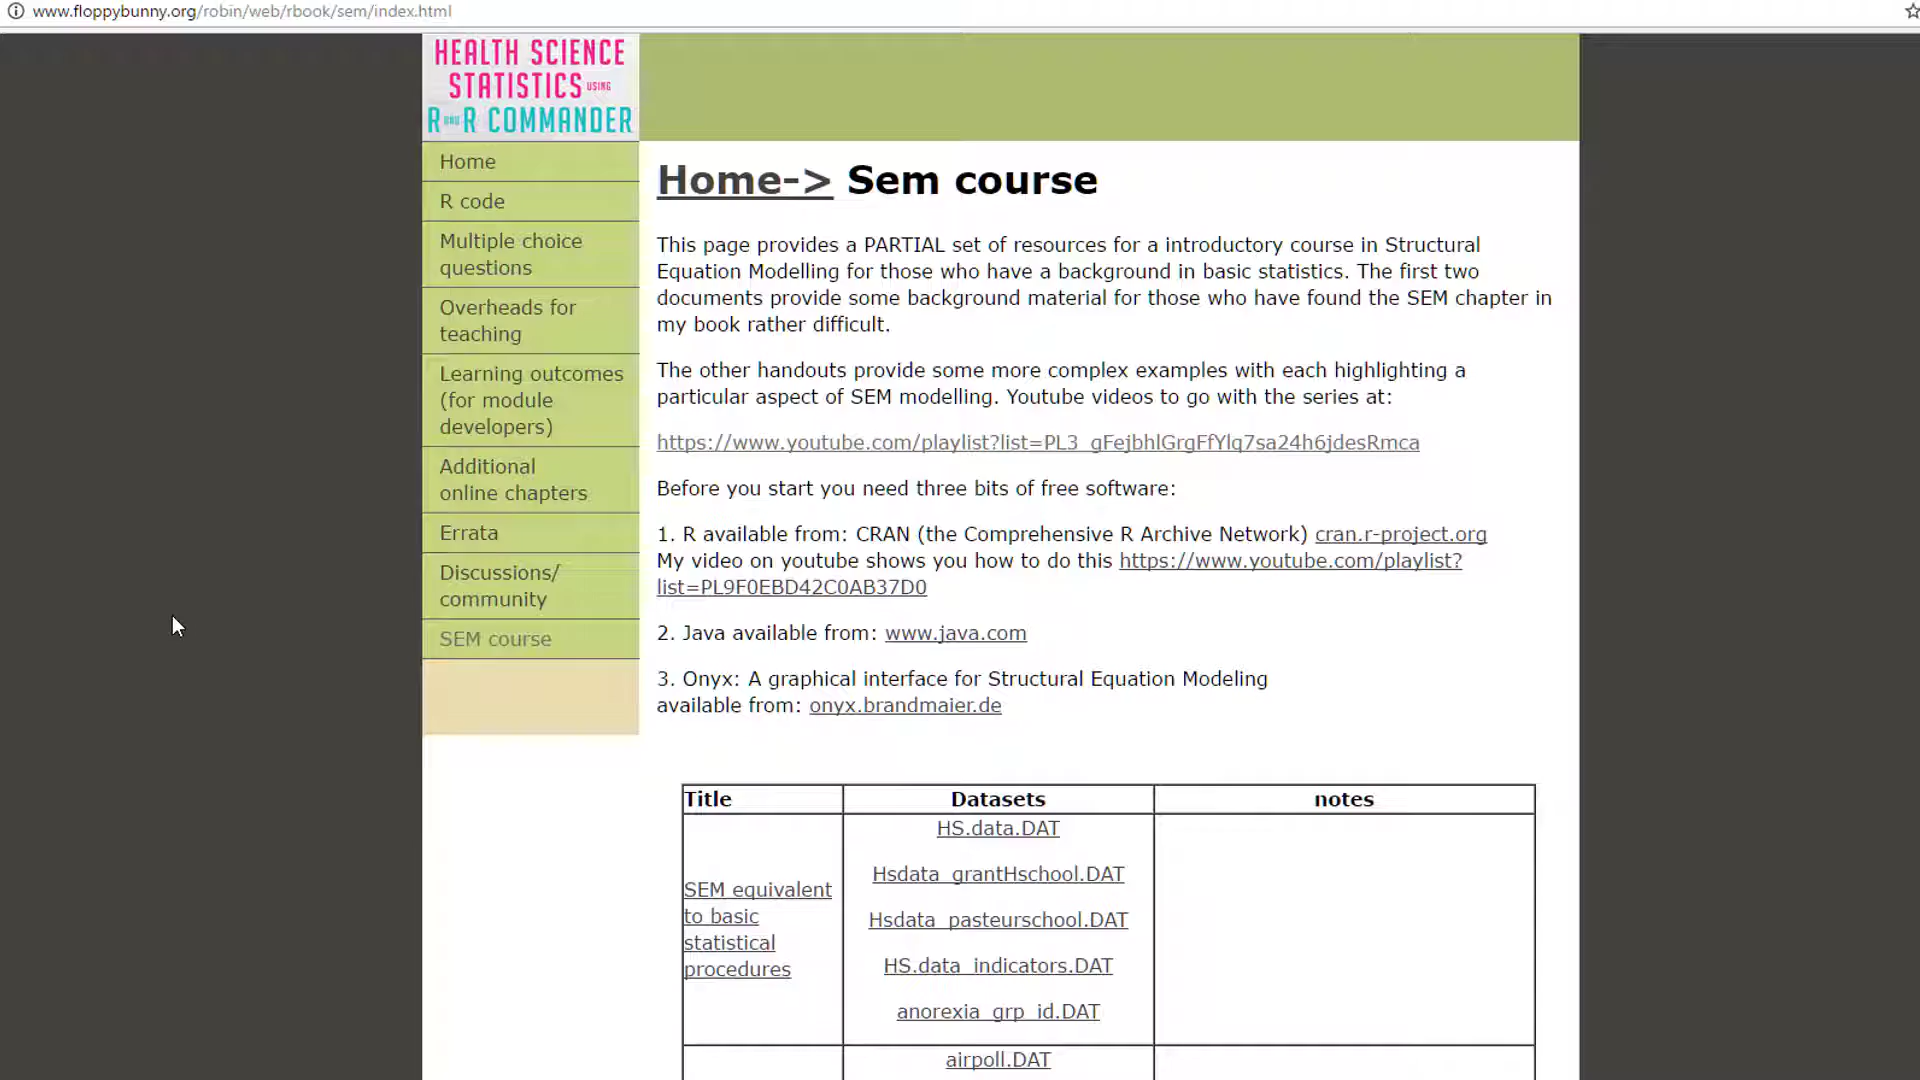 www.floppybunny.org/robin/web/rbook/sem/index.html
HEALTH SCIENCE
STATISTICS USING
R AND R COMMANDER
Home
R code
Multiple choice
questions
Overheads for
teaching
Learning outcomes
(for module
developers)
Additional
online chapters
Errata
Discussions/
community
SEM course
Home-> Sem course
This page provides a PARTIAL set of resources for a introductory course in Structural
Equation Modelling for those who have a background in basic statistics. The first two
documents provide some background material for those who have found the SEM chapter in
my book rather difficult.
The other handouts provide some more complex examples with each highlighting a
particular aspect of SEM modelling. Youtube videos to go with the series at:
https://www.youtube.com/playlist?list=PL3_gFejbhlGrgFfYlq7sa24h6jdesRmca
Before you start you need three bits of free software:
1. R available from: CRAN (the Comprehensive R Archive Network) cran.r-project.org
My video on youtube shows you how to do this https://www.youtube.com/playlist?
list=PL9F0EBD42C0AB37D0
2. Java available from: www.java.com
3. Onyx: A graphical interface for Structural Equation Modeling
available from: onyx.brandmaier.de
Title Datasets notes
SEM equivalent
to basic
statistical
procedures
HS.data.DAT
Hsdata_grantHschool.DAT
Hsdata_pasteurschool.DAT
HS.data_indicators.DAT
anorexia_grp_id.DAT
airpoll.DAT